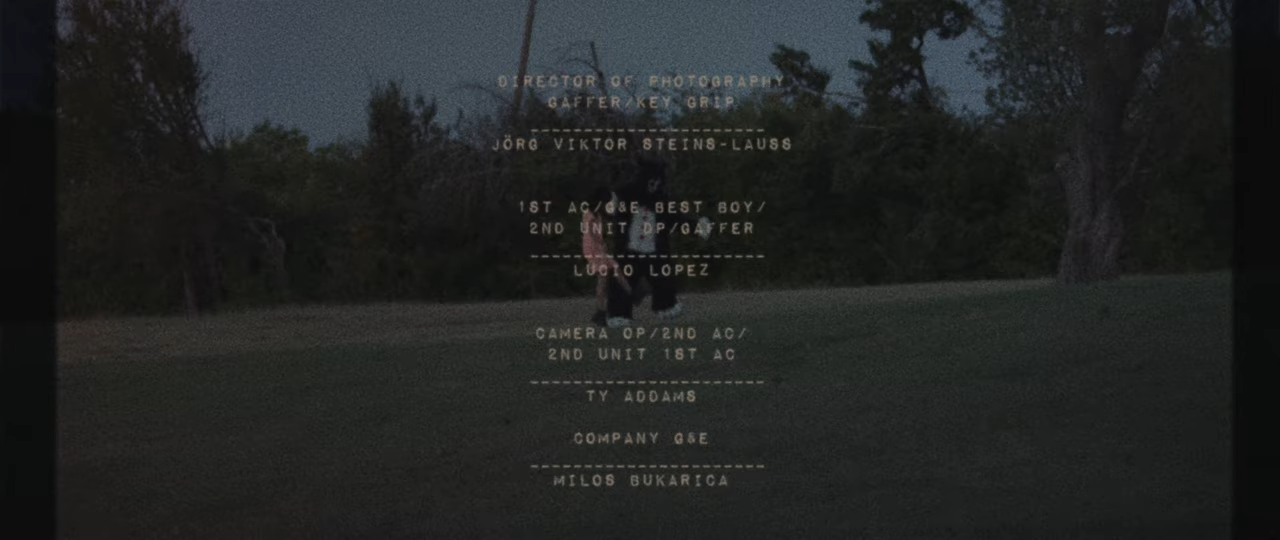 DIRECTOR OF PHOTOGRAPHY
GAFFER/KEY GRIP
JÖRG VIKTOR STEINS-LAUSS
1ST AC/G&E BEST BOY/
2ND UNIT DP/GAFFER
LUCIO LOPEZ
CAMERA OP/2ND AC/
2ND UNIT 1ST AC
TY ADDAMS
COMPANY G&E
MILOS BUKARICA